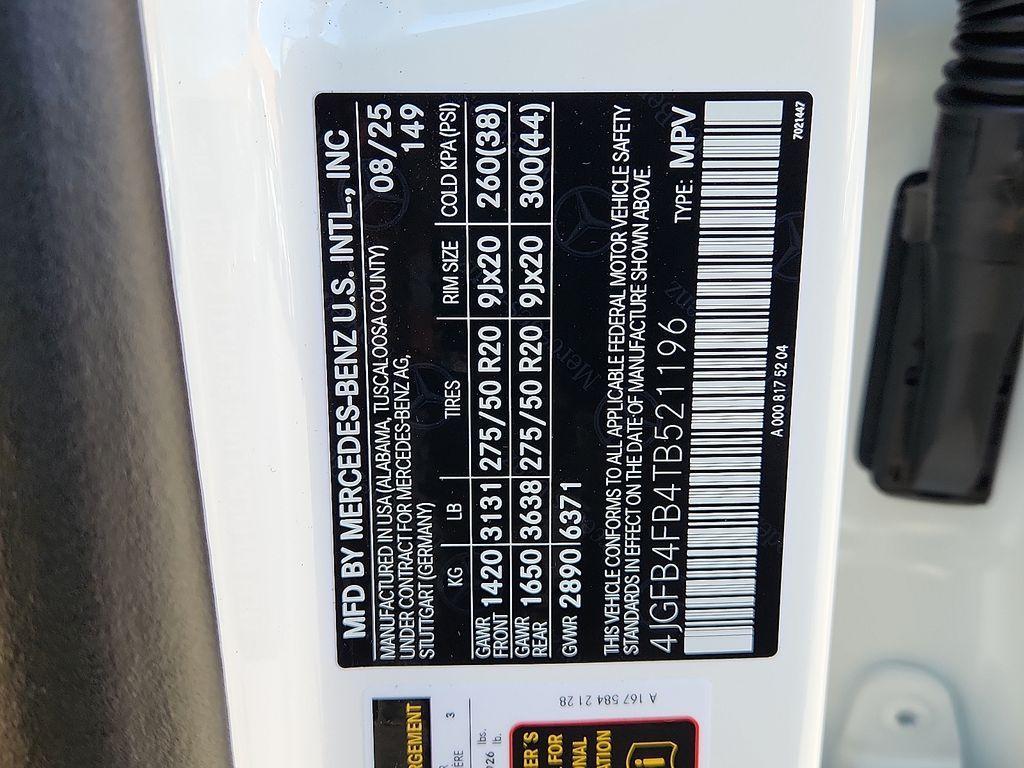 MFD BY MERCEDES-BENZ U.S. INTL., INC
MANUFACTURED IN USA (ALABAMA, TUSCALOOSA COUNTY) 08/25
UNDER CONTRACT FOR MERCEDES-BENZ AG, 149
STUTTGART (GERMANY)
KG LB TIRES RIM SIZE COLD KPA (PSI)
GAWR FRONT 1420 3131 275/50 R20 9Jx20 260(38)
GAWR REAR 1650 3638 275/50 R20 9Jx20 300(44)
GVWR 2890 6371
THIS VEHICLE CONFORMS TO ALL APPLICABLE FEDERAL MOTOR VEHICLE SAFETY
STANDARDS IN EFFECT ON THE DATE OF MANUFACTURE SHOWN ABOVE.
4JGFB4FB4TB521196 TYPE: MPV
A 000 817 52 04 7021447
A 167 584 21 28
3
lbs.
lb.